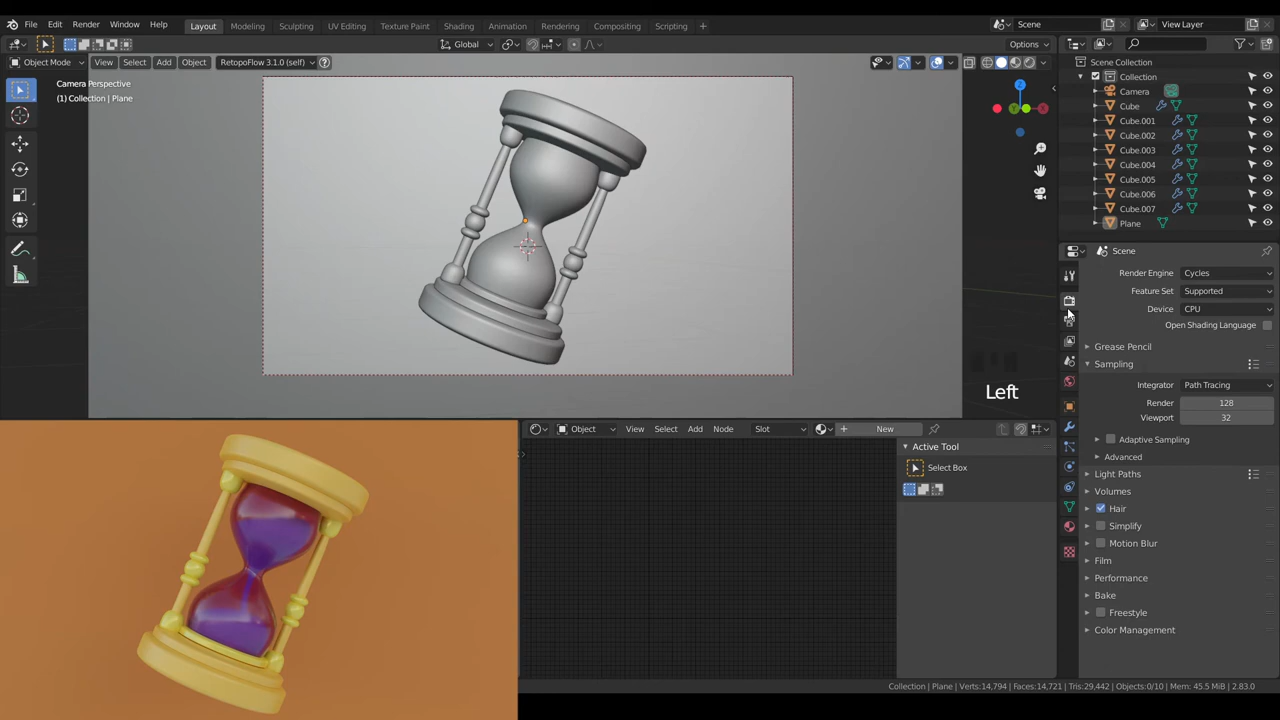 File Edit Render Window Help Layout Modeling Sculpting UV Editing Texture Paint Shading Animation Rendering Compositing Scripting + Scene View Layer
Global Options
Object Mode View Select Add Object RetopoFlow 3.1.0 (self)
Camera Perspective
(1) Collection | Plane
Scene Collection
Collection
Camera
Cube
Cube.001
Cube.002
Cube.003
Cube.004
Cube.005
Cube.006
Cube.007
Plane
Scene
Render Engine Cycles
Feature Set Supported
Device CPU
Open Shading Language
Grease Pencil
Sampling
Integrator Path Tracing
Render 128
Viewport 32
Adaptive Sampling
Advanced
Light Paths
Volumes
Hair
Simplify
Motion Blur
Film
Performance
Bake
Freestyle
Color Management
Left
Object View Select Add Node Slot + New
Active Tool
Select Box
Collection | Plane | Verts:14,794 | Faces:14,721 | Tris:29,442 | Objects:0/10 | Mem: 45.5 MiB | 2.83.0